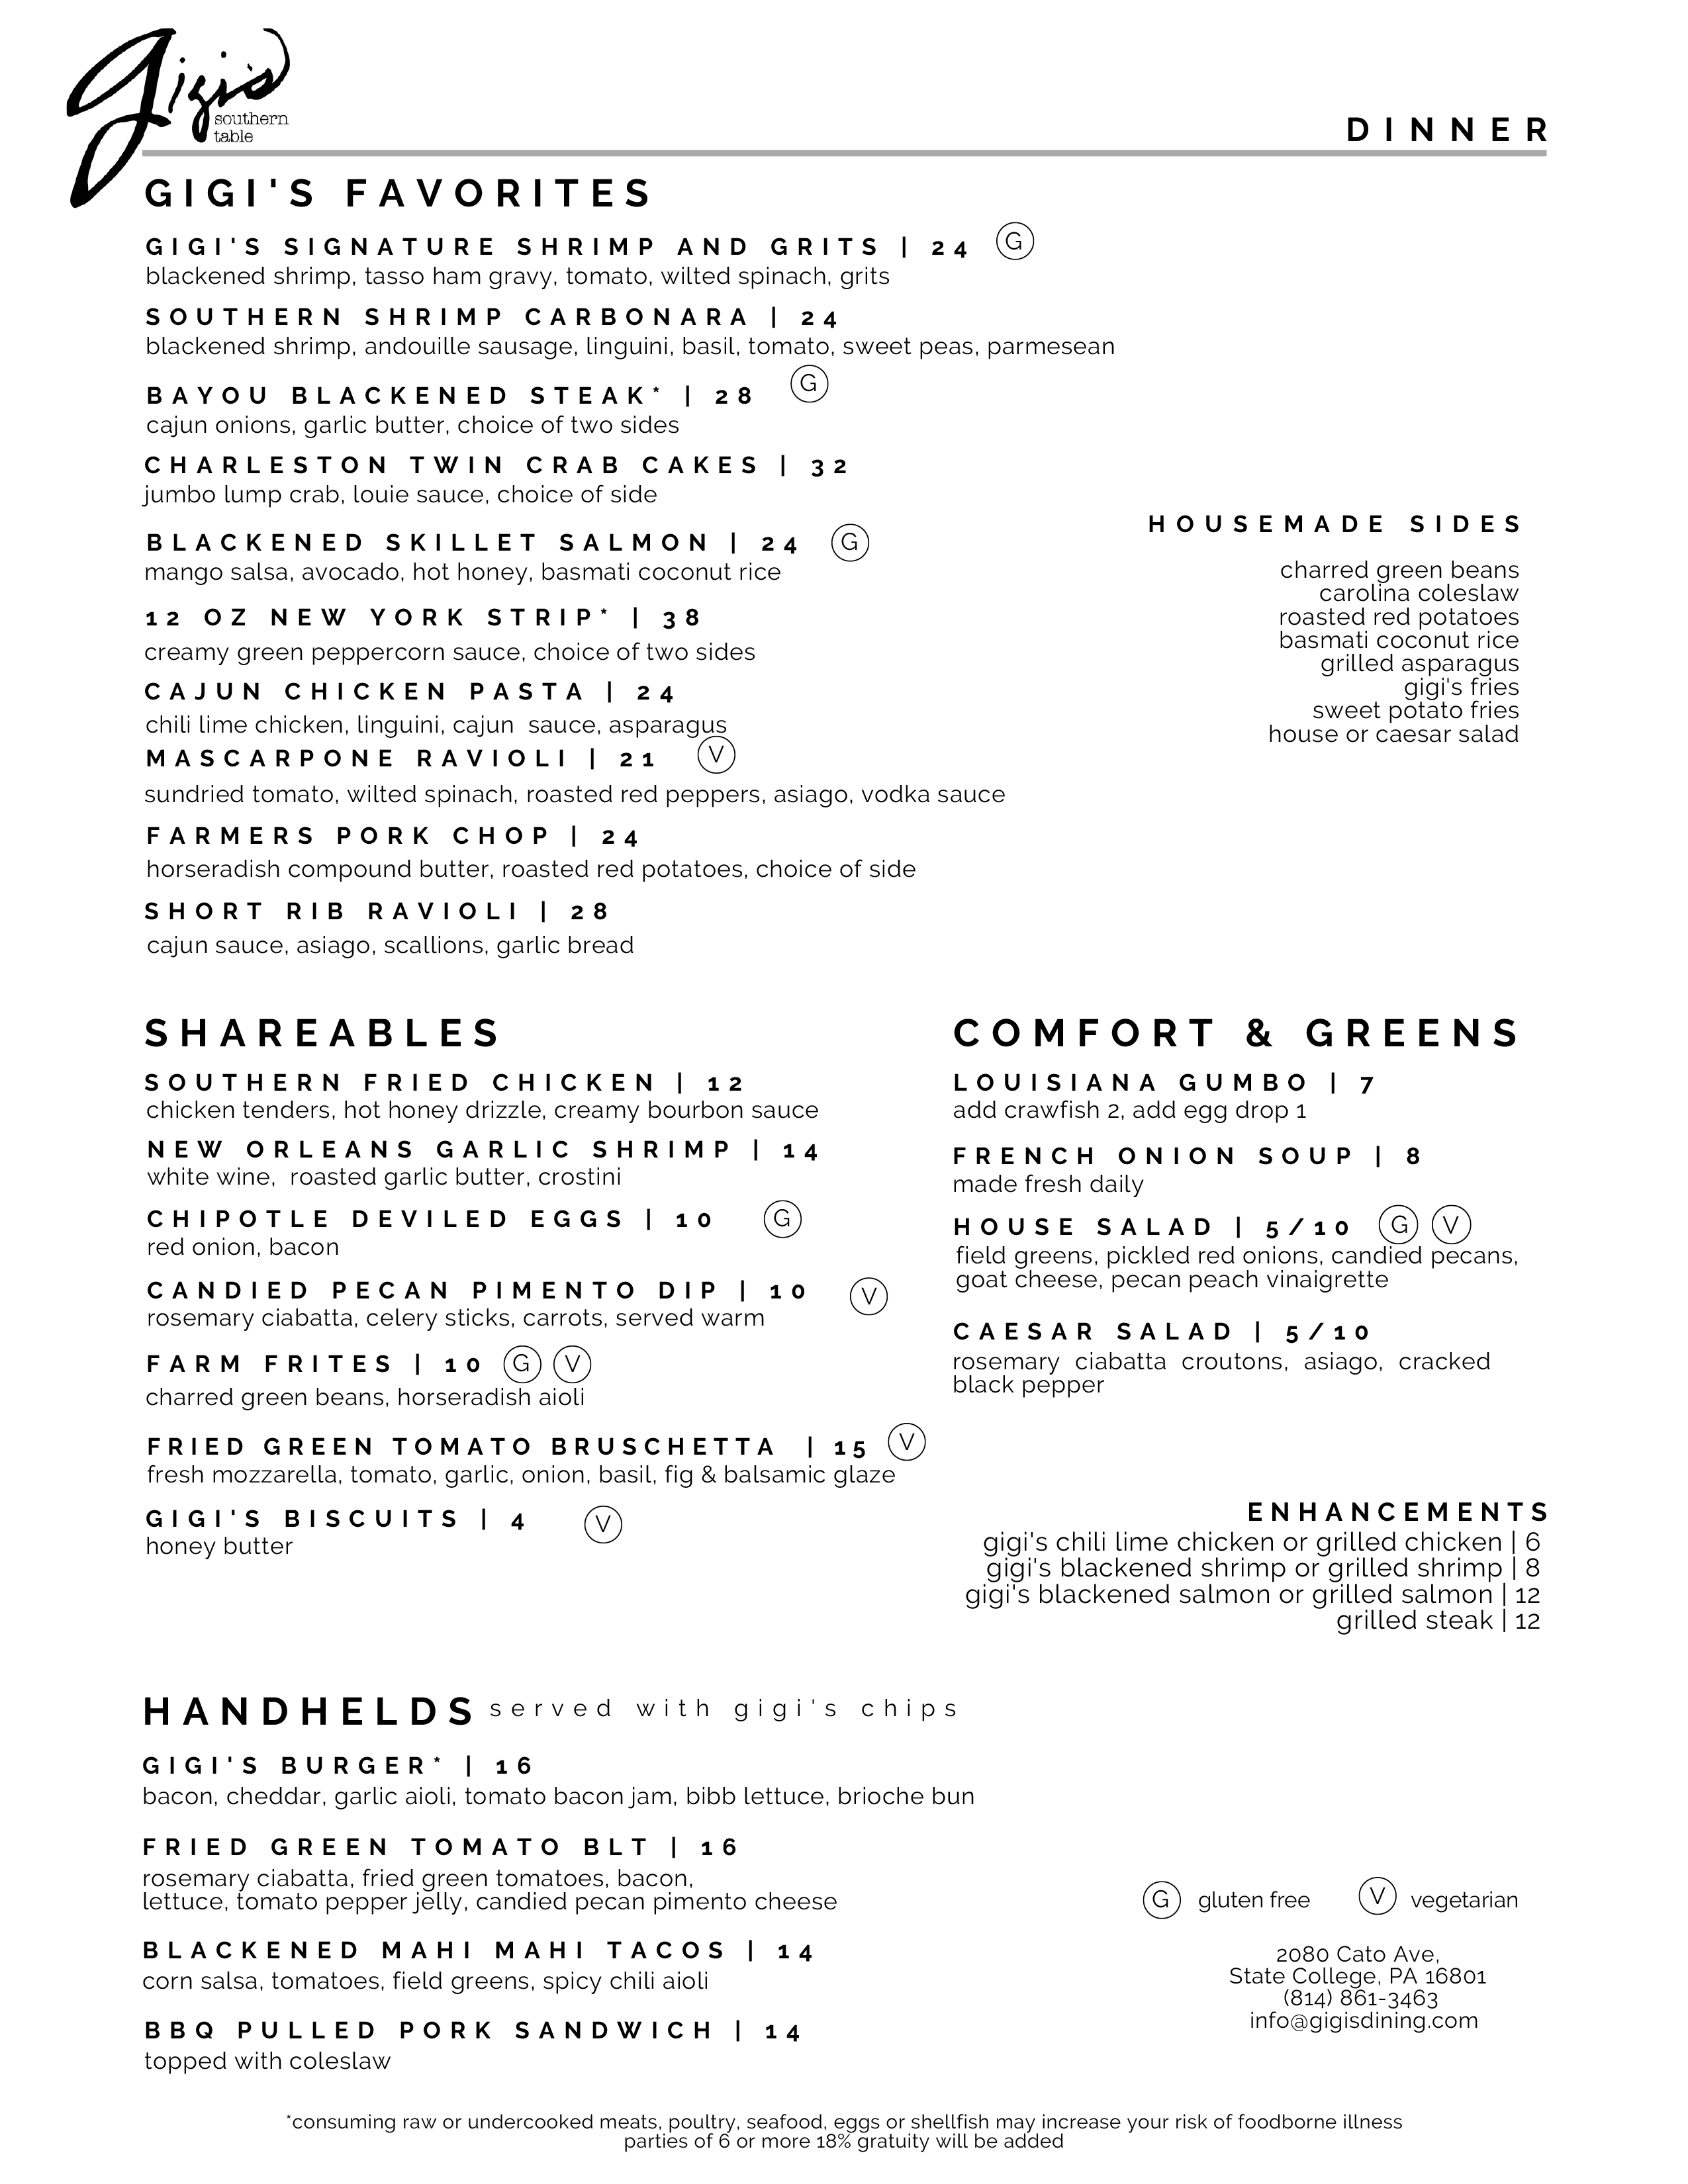 gigi's
southern
table
DINNER
GIGI'S FAVORITES
GIGI'S SIGNATURE SHRIMP AND GRITS | 24 G
blackened shrimp, tasso ham gravy, tomato, wilted spinach, grits
SOUTHERN SHRIMP CARBONARA | 24
blackened shrimp, andouille sausage, linguini, basil, tomato, sweet peas, parmesean
BAYOU BLACKENED STEAK* | 28 G
cajun onions, garlic butter, choice of two sides
CHARLESTON TWIN CRAB CAKES | 32
jumbo lump crab, louie sauce, choice of side
BLACKENED SKILLET SALMON | 24 G
mango salsa, avocado, hot honey, basmati coconut rice
12 OZ NEW YORK STRIP* | 38
creamy green peppercorn sauce, choice of two sides
CAJUN CHICKEN PASTA | 24
chili lime chicken, linguini, cajun sauce, asparagus
MASCARPONE RAVIOLI | 21 V
sundried tomato, wilted spinach, roasted red peppers, asiago, vodka sauce
FARMERS PORK CHOP | 24
horseradish compound butter, roasted red potatoes, choice of side
SHORT RIB RAVIOLI | 28
cajun sauce, asiago, scallions, garlic bread
HOUSEMADE SIDES
charred green beans
carolina coleslaw
roasted red potatoes
basmati coconut rice
grilled asparagus
gigi's fries
sweet potato fries
house or caesar salad
SHAREABLES
SOUTHERN FRIED CHICKEN | 12
chicken tenders, hot honey drizzle, creamy bourbon sauce
NEW ORLEANS GARLIC SHRIMP | 14
white wine, roasted garlic butter, crostini
CHIPOTLE DEVILED EGGS | 10 G
red onion, bacon
CANDIED PECAN PIMENTO DIP | 10 V
rosemary ciabatta, celery sticks, carrots, served warm
FARM FRITES | 10 G V
charred green beans, horseradish aioli
FRIED GREEN TOMATO BRUSCHETTA | 15 V
fresh mozzarella, tomato, garlic, onion, basil, fig & balsamic glaze
GIGI'S BISCUITS | 4 V
honey butter
COMFORT & GREENS
LOUISIANA GUMBO | 7
add crawfish 2, add egg drop 1
FRENCH ONION SOUP | 8
made fresh daily
HOUSE SALAD | 5/10 G V
field greens, pickled red onions, candied pecans,
goat cheese, pecan peach vinaigrette
CAESAR SALAD | 5/10
rosemary ciabatta croutons, asiago, cracked
black pepper
ENHANCEMENTS
gigi's chili lime chicken or grilled chicken | 6
gigi's blackened shrimp or grilled shrimp | 8
gigi's blackened salmon or grilled salmon | 12
grilled steak | 12
HANDHELDS served with gigi's chips
GIGI'S BURGER* | 16
bacon, cheddar, garlic aioli, tomato bacon jam, bibb lettuce, brioche bun
FRIED GREEN TOMATO BLT | 16
rosemary ciabatta, fried green tomatoes, bacon,
lettuce, tomato pepper jelly, candied pecan pimento cheese
BLACKENED MAHI MAHI TACOS | 14
corn salsa, tomatoes, field greens, spicy chili aioli
BBQ PULLED PORK SANDWICH | 14
topped with coleslaw
G gluten free V vegetarian
2080 Cato Ave,
State College, PA 16801
(814) 861-3463
info@gigisdining.com
*consuming raw or undercooked meats, poultry, seafood, eggs or shellfish may increase your risk of foodborne illness
parties of 6 or more 18% gratuity will be added